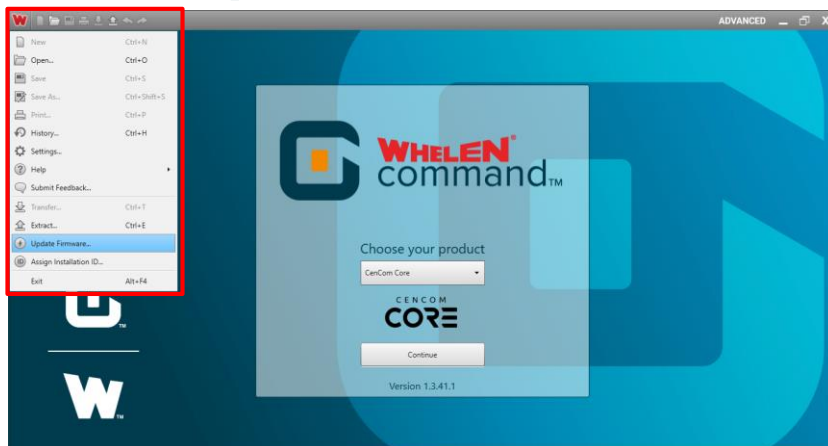 W
ADVANCED
New Ctrl+N
Open... Ctrl+O
Save Ctrl+S
Save As... Ctrl+Shift+S
Print... Ctrl+P
History... Ctrl+H
Settings...
Help
Submit Feedback...
Transfer... Ctrl+T
Extract... Ctrl+E
Update Firmware...
Assign Installation ID...
Exit Alt+F4
WHELEN®
command™
Choose your product
CenCom Core
CENCOM
CORE
Continue
Version 1.3.41.1
TM
W
TM